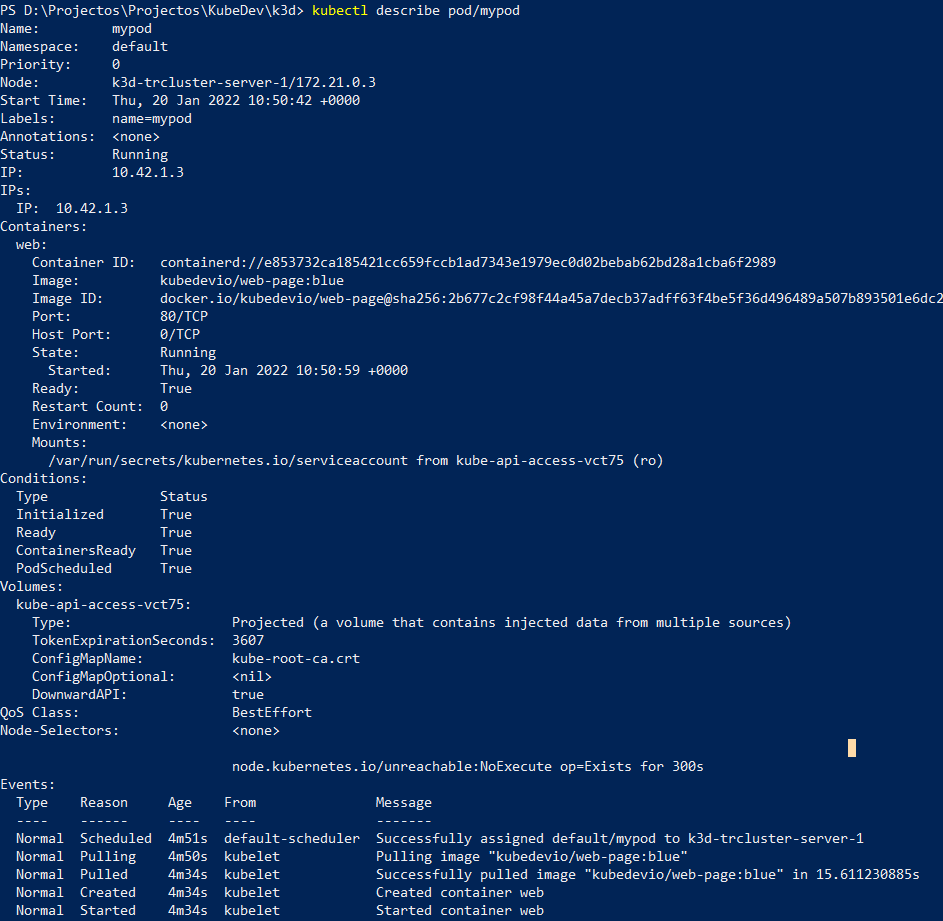 PS D:\Projectos\Projectos\KubeDev\k3d> kubectl describe pod/mypod
Name:         mypod
Namespace:    default
Priority:     0
Node:         k3d-trcluster-server-1/172.21.0.3
Start Time:   Thu, 20 Jan 2022 10:50:42 +0000
Labels:       name=mypod
Annotations:  <none>
Status:       Running
IP:           10.42.1.3
IPs:
  IP:  10.42.1.3
Containers:
  web:
    Container ID:   containerd://e853732ca185421cc659fccb1ad7343e1979ec0d02bebab62bd28a1cba6f2989
    Image:          kubedevio/web-page:blue
    Image ID:       docker.io/kubedevio/web-page@sha256:2b677c2cf98f44a45a7decb37adff63f4be5f36d496489a507b893501e6dc2
    Port:           80/TCP
    Host Port:      0/TCP
    State:          Running
      Started:      Thu, 20 Jan 2022 10:50:59 +0000
    Ready:          True
    Restart Count:  0
    Environment:    <none>
    Mounts:
      /var/run/secrets/kubernetes.io/serviceaccount from kube-api-access-vct75 (ro)
Conditions:
  Type              Status
  Initialized       True
  Ready             True
  ContainersReady   True
  PodScheduled      True
Volumes:
  kube-api-access-vct75:
    Type:                    Projected (a volume that contains injected data from multiple sources)
    TokenExpirationSeconds:  3607
    ConfigMapName:           kube-root-ca.crt
    ConfigMapOptional:       <nil>
    DownwardAPI:             true
QoS Class:                   BestEffort
Node-Selectors:              <none>
                             node.kubernetes.io/unreachable:NoExecute op=Exists for 300s
Events:
  Type    Reason     Age    From               Message
  ----    ------     ----   ----               -------
  Normal  Scheduled  4m51s  default-scheduler  Successfully assigned default/mypod to k3d-trcluster-server-1
  Normal  Pulling    4m50s  kubelet            Pulling image "kubedevio/web-page:blue"
  Normal  Pulled     4m34s  kubelet            Successfully pulled image "kubedevio/web-page:blue" in 15.611230885s
  Normal  Created    4m34s  kubelet            Created container web
  Normal  Started    4m34s  kubelet            Started container web